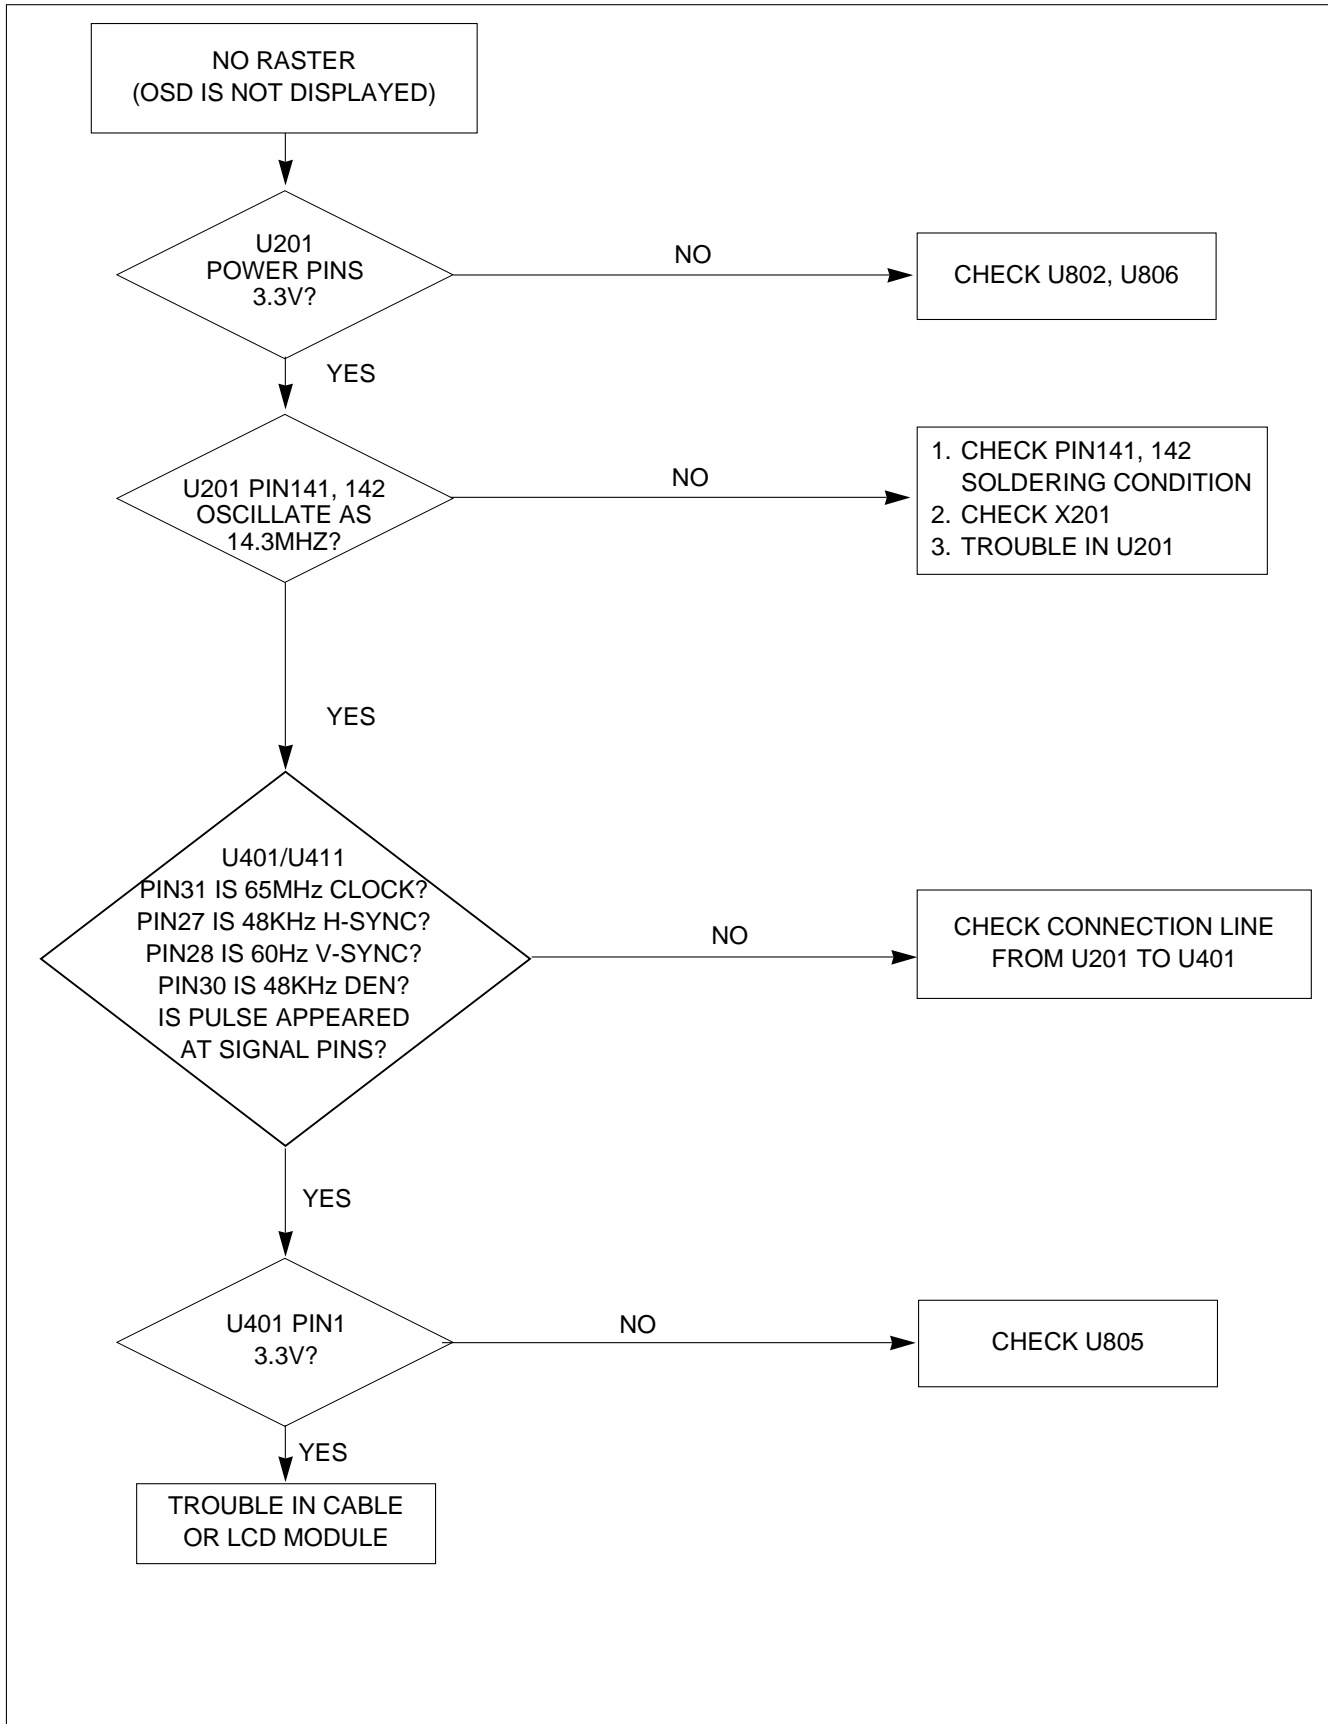 NO RASTER
(OSD IS NOT DISPLAYED)
U201
POWER PINS
3.3V?
NO
CHECK U802, U806
YES
U201 PIN141, 142
OSCILLATE AS
14.3MHZ?
NO
1. CHECK PIN141, 142
SOLDERING CONDITION
2. CHECK X201
3. TROUBLE IN U201
YES
U401/U411
PIN31 IS 65MHz CLOCK?
PIN27 IS 48KHz H-SYNC?
PIN28 IS 60Hz V-SYNC?
PIN30 IS 48KHz DEN?
IS PULSE APPEARED
AT SIGNAL PINS?
NO
CHECK CONNECTION LINE
FROM U201 TO U401
YES
U401 PIN1
3.3V?
NO
CHECK U805
YES
TROUBLE IN CABLE
OR LCD MODULE